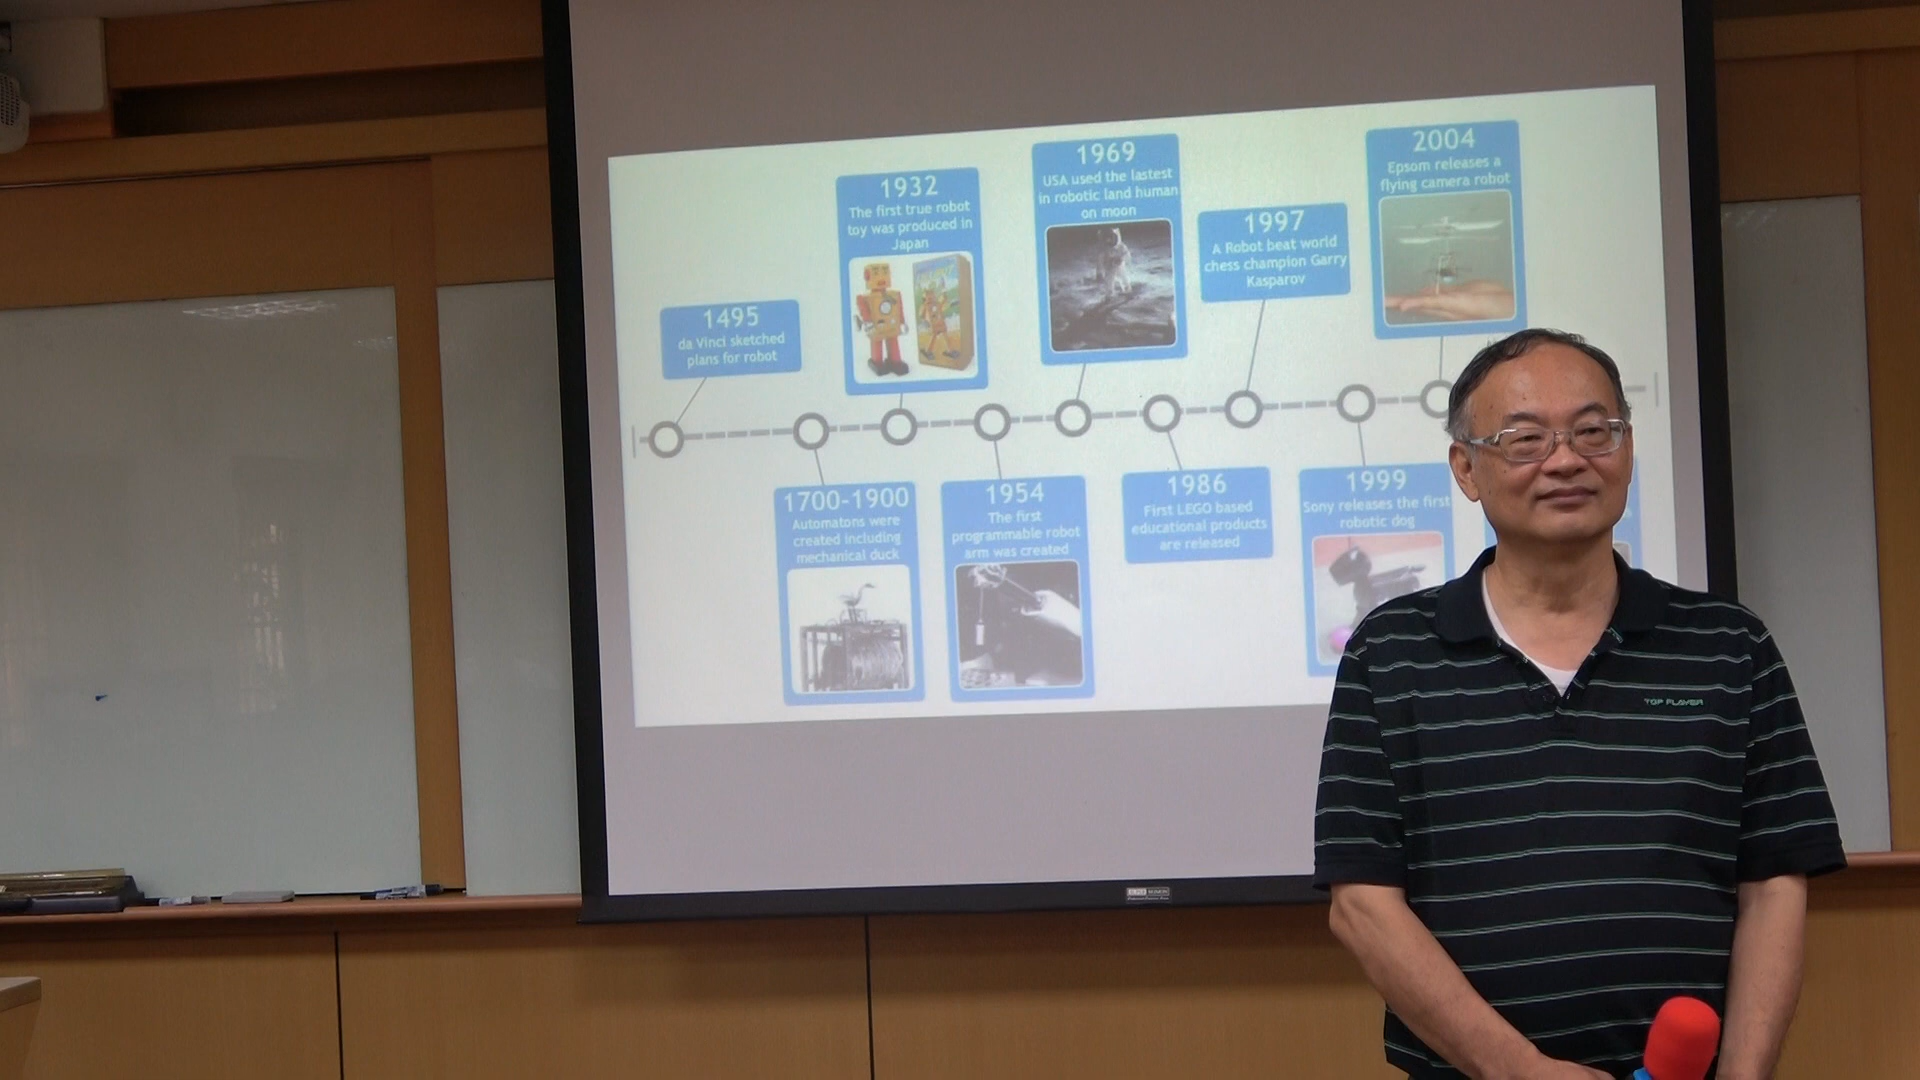 1495
da Vinci sketched
plans for robot
1700-1900
Automatons were
created including
mechanical duck
1932
The first true robot
toy was produced in
Japan
1954
The first
programmable robot
arm was created
1969
USA used the lastest
in robotic land human
on moon
1986
First LEGO based
educational products
are released
1997
A Robot beat world
chess champion Garry
Kasparov
1999
Sony releases the first
robotic dog
2004
Epsom releases a
flying camera robot
TOP PLAYER